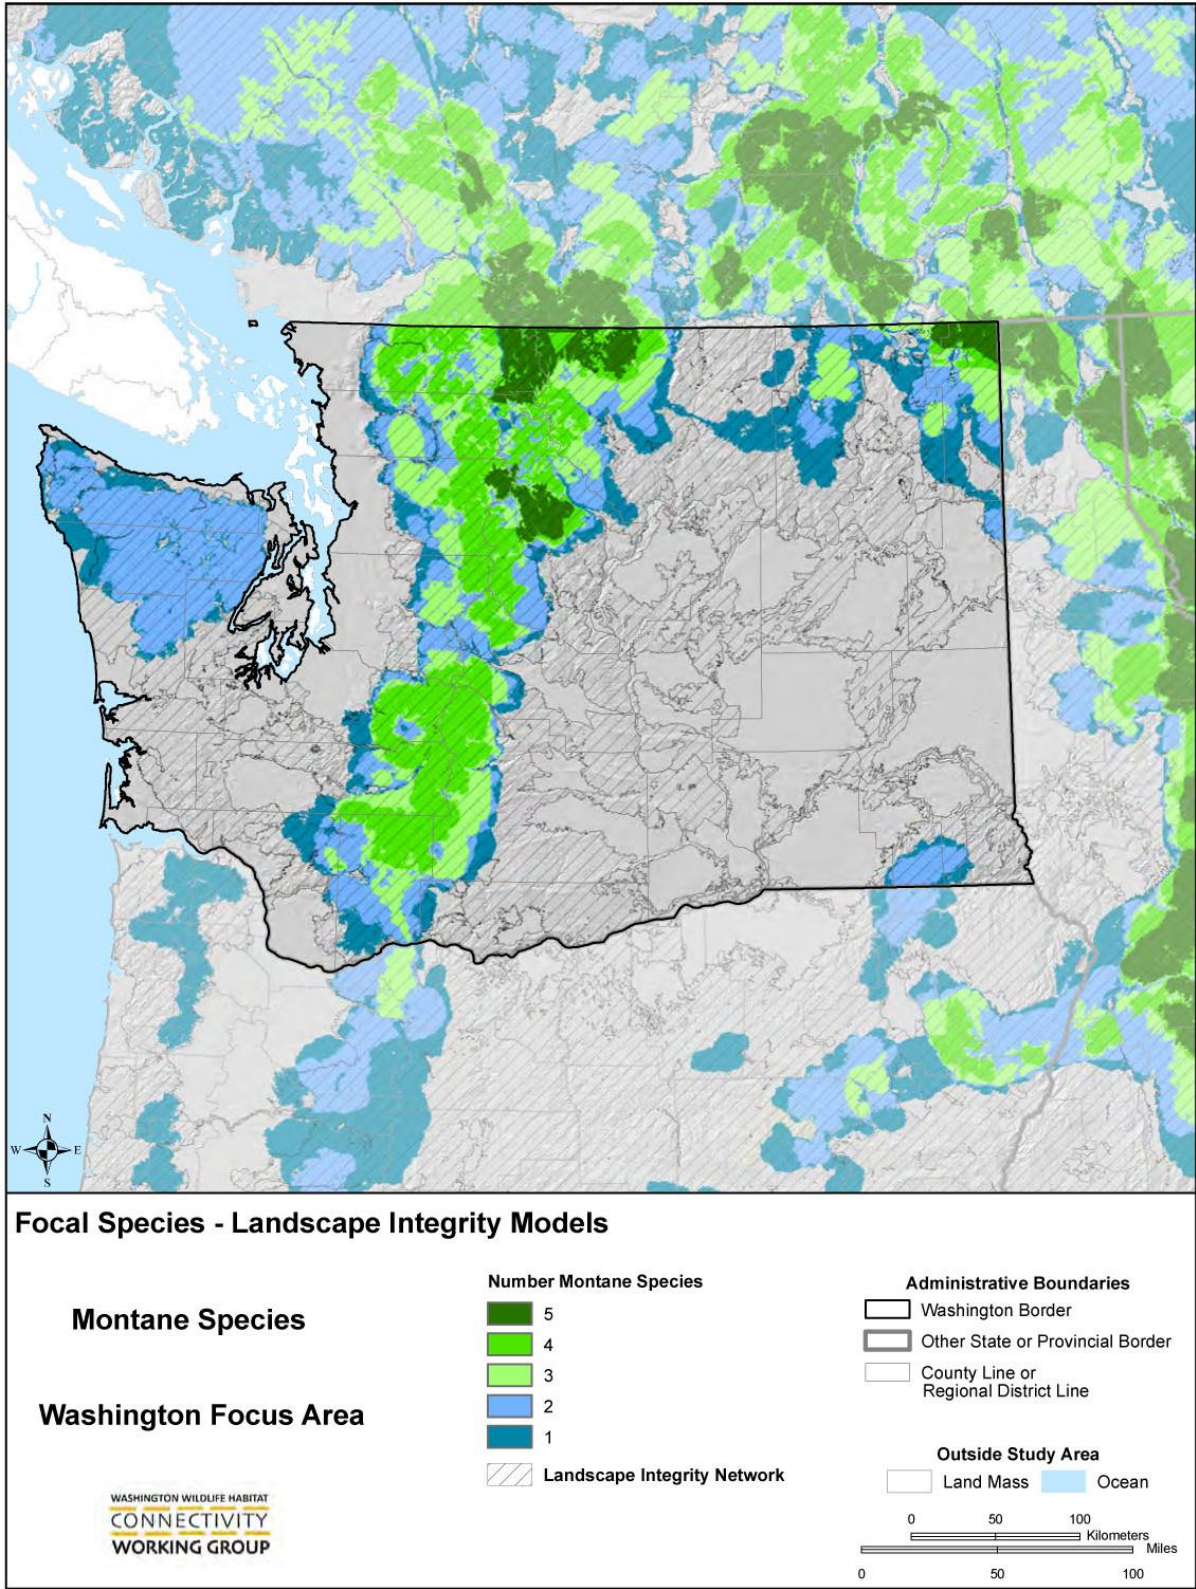 N
W E
S
Focal Species - Landscape Integrity Models
Montane Species
Washington Focus Area
WASHINGTON WILDLIFE HABITAT
CONNECTIVITY
WORKING GROUP
Number Montane Species
5
4
3
2
1
Landscape Integrity Network
Administrative Boundaries
Washington Border
Other State or Provincial Border
County Line or
Regional District Line
Outside Study Area
Land Mass Ocean
0 50 100
Kilometers
Miles
0 50 100